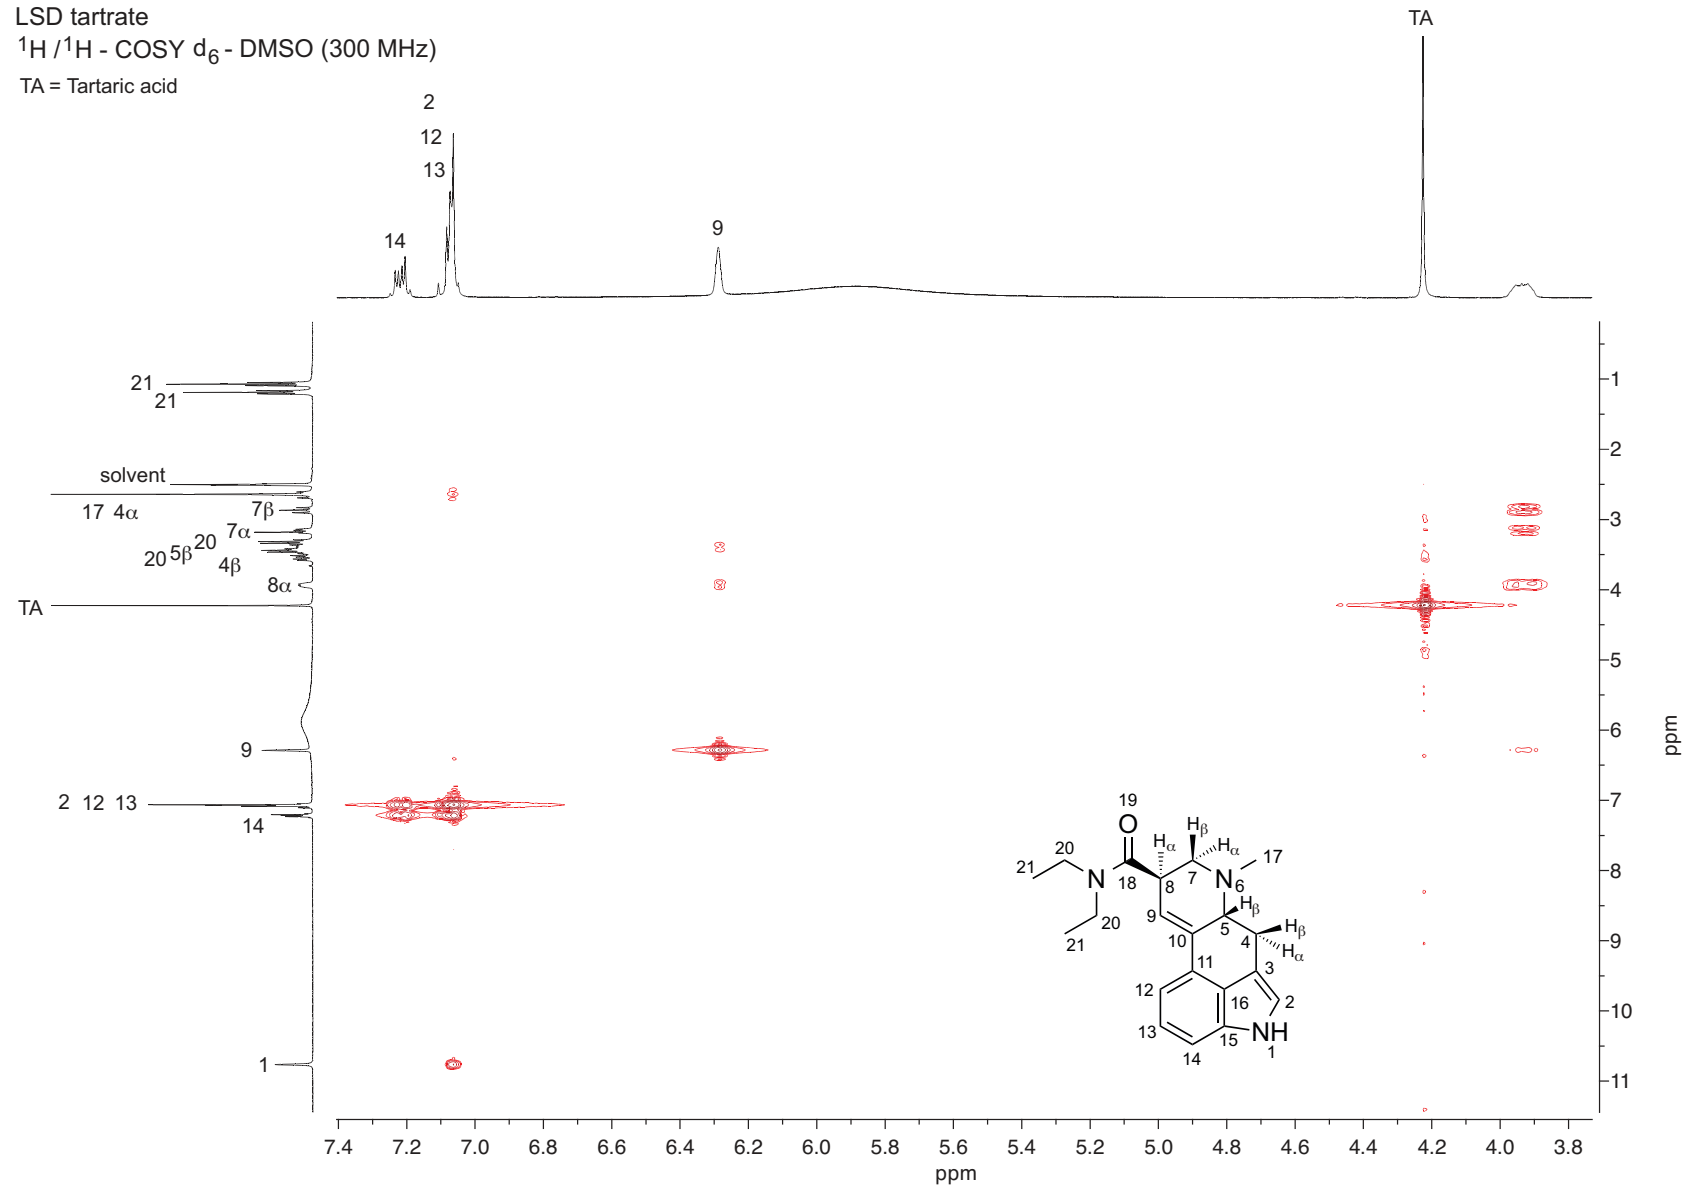 LSD tartrate
¹H /¹H - COSY d₆ - DMSO (300 MHz)
TA = Tartaric acid
TA
2
12
13
14
9
21
21
solvent
17 4α
7β
7α
20
5β
20
4β
8α
TA
9
2 12 13
14
1
1
2
3
4
5
6
7
8
9
10
11
ppm
19
O
Hβ
Hα
Hα
17
20
21
N
18
8
7
N
6
Hβ
20
21
9
5
Hβ
10
4
Hα
11
3
12
16
2
13
15
NH
14
1
7.4 7.2 7.0 6.8 6.6 6.4 6.2 6.0 5.8 5.6 5.4 5.2 5.0 4.8 4.6 4.4 4.2 4.0 3.8
ppm